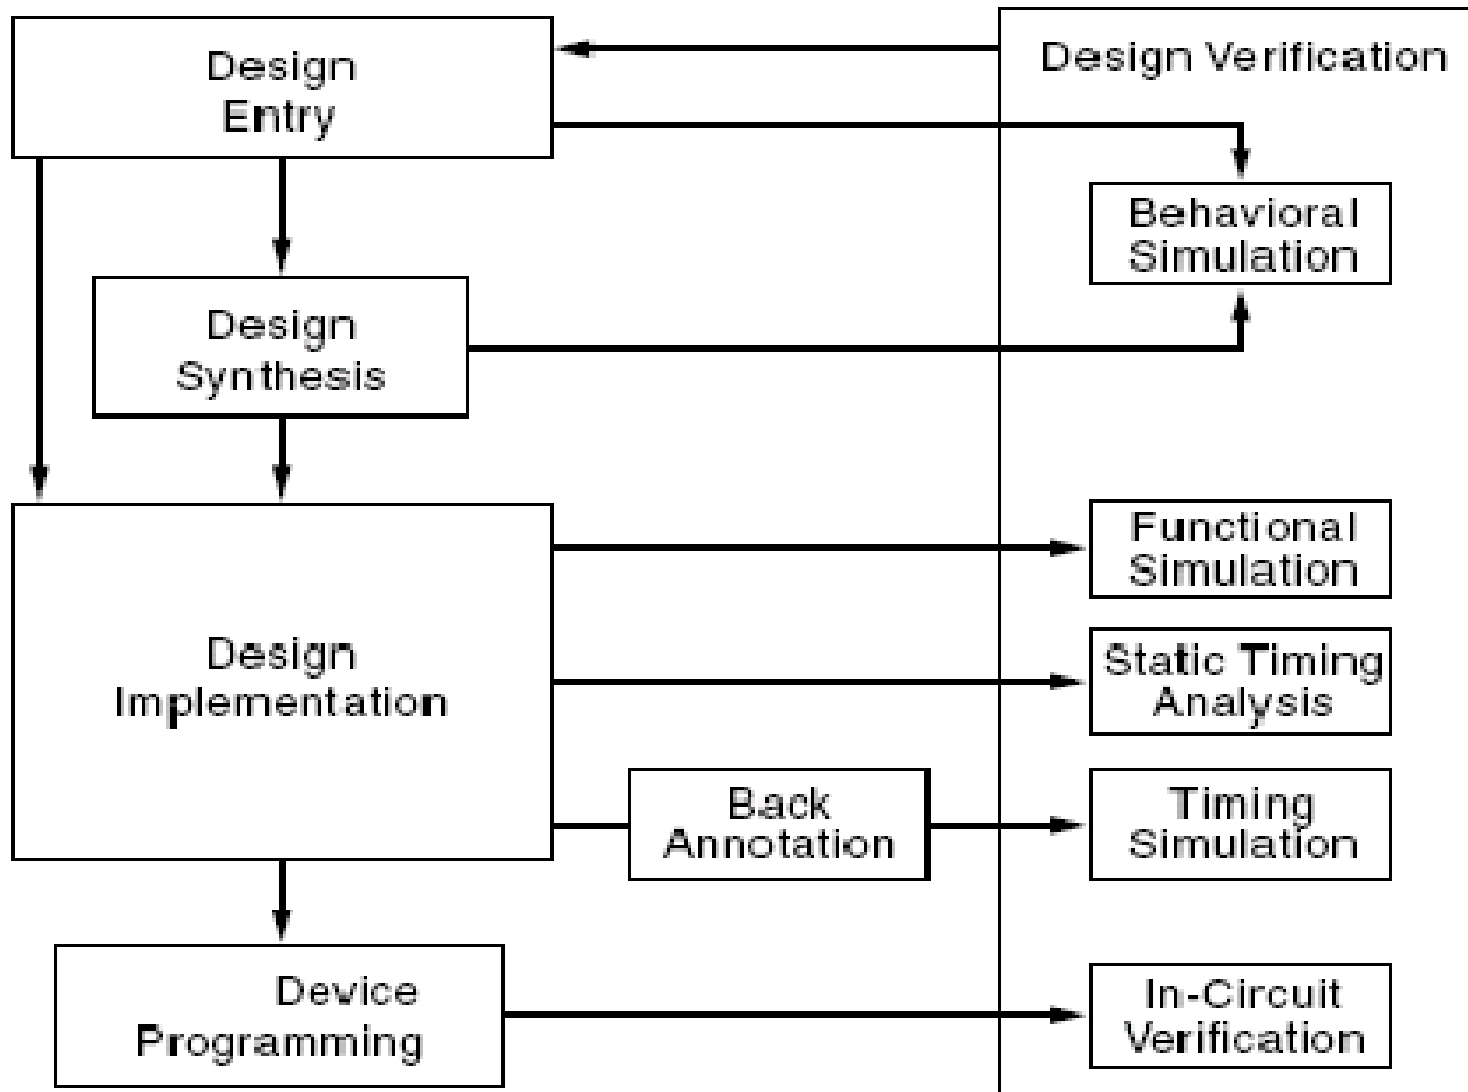 Design
Entry
Design Verification
Behavioral
Simulation
Design
Synthesis
Functional
Simulation
Design
Implementation
Static Timing
Analysis
Back
Annotation
Timing
Simulation
Device
Programming
In-Circuit
Verification